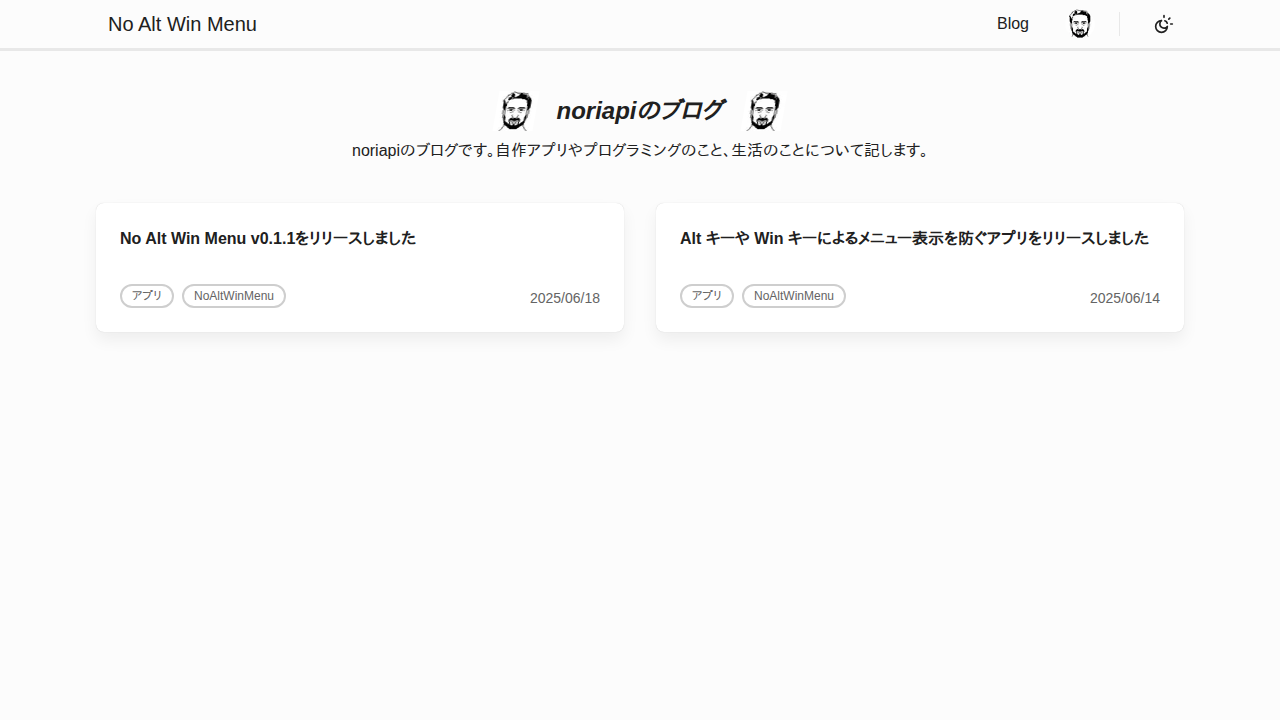 No Alt Win Menu
Blog
noriapiのブログ
noriapiのブログです。自作アプリやプログラミングのこと、生活のことについて記します。
No Alt Win Menu v0.1.1をリリースしました
アプリ NoAltWinMenu 2025/06/18
Alt キーや Win キーによるメニュー表示を防ぐアプリをリリースしました
アプリ NoAltWinMenu 2025/06/14